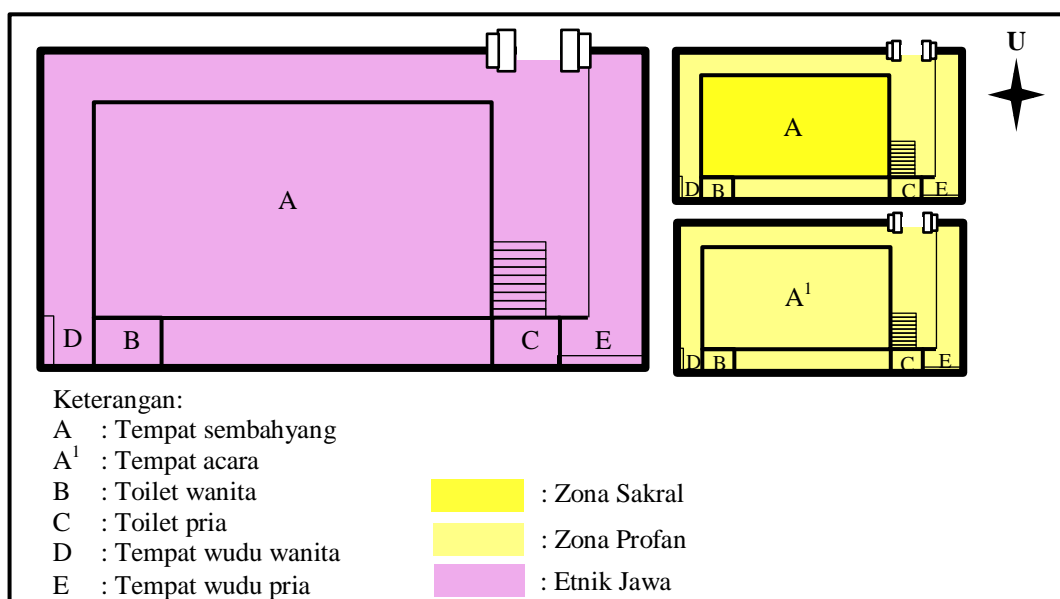 U
A
D
B
C
E
A
D
B
C
E
A¹
D
B
C
E
Keterangan:
A : Tempat sembahyang
A¹ : Tempat acara
B : Toilet wanita
C : Toilet pria
D : Tempat wudu wanita
E : Tempat wudu pria
: Zona Sakral
: Zona Profan
: Etnik Jawa